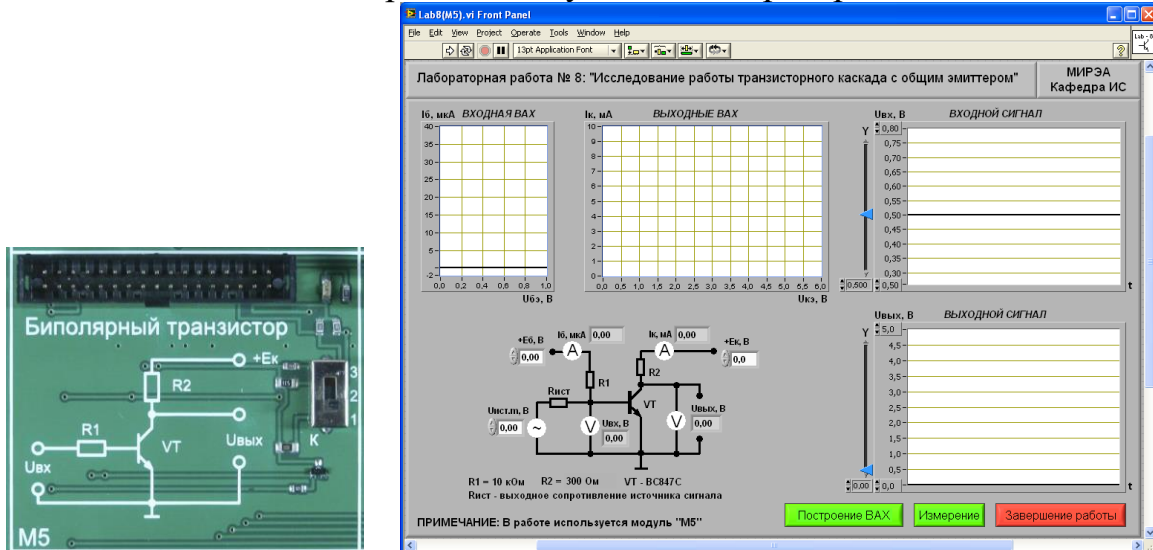 Lab8(M5).vi Front Panel
File Edit View Project Operate Tools Window Help
13pt Application Font
Lab - 8
Лабораторная работа № 8: "Исследование работы транзисторного каскада с общим эмиттером"
МИРЭА
Кафедра ИС
Iб, мкА ВХОДНАЯ ВАХ
40
35
30
25
20
15
10
5
-2
0,0 0,2 0,4 0,6 0,8 1,0
Uбэ, В
Iк, мА ВЫХОДНЫЕ ВАХ
10
9
8
7
6
5
4
3
2
1
0
0,0 0,5 1,0 1,5 2,0 2,5 3,0 3,5 4,0 4,5 5,0 5,5 6,0
Uкэ, В
Uвх, В ВХОДНОЙ СИГНАЛ
Y 0,80
0,75
0,70
0,65
0,60
0,55
0,50
0,45
0,40
0,35
0,30
0,500 0,50 t
Uвых, В ВЫХОДНОЙ СИГНАЛ
Y 5,0
4,5
4,0
3,5
3,0
2,5
2,0
1,5
1,0
0,5
0,00 0,0 t
+Eб, В
0,00
Iб, мкА 0,00
Iк, мА 0,00
+Eк, В
0,0
A
A
R2
R1
Rист
VT
Uист.m, В
0,00
~
V
Uвх, В
0,00
V
Uвых, В
0,00
R1 = 10 кОм R2 = 300 Ом VT - BC847C
Rист - выходное сопротивление источника сигнала
ПРИМЕЧАНИЕ: В работе используется модуль "М5"
Построение ВАХ
Измерение
Завершение работы
Биполярный транзистор
+Eк
R2
3
2
1
R1
VT
Uвых
К
Uвх
M5